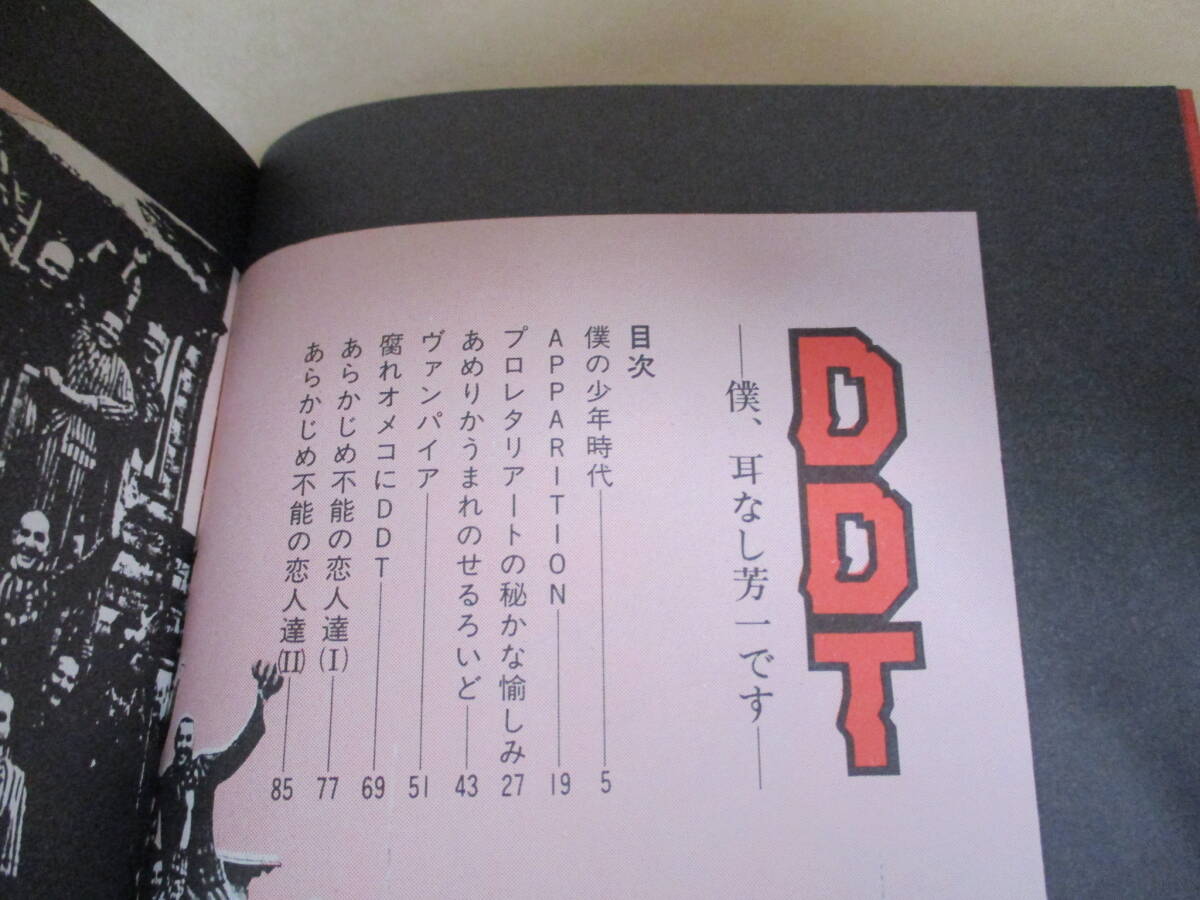 DDT
―僕、耳なし芳一です―
目次
僕の少年時代―5
APPARITION―19
プロレタリアートの秘かな愉しみ 27
あめりかうまれのせるろいど―43
ヴァンパイア―51
腐れオメコにDDT―69
あらかじめ不能の恋人達(I)―77
あらかじめ不能の恋人達(II)―85